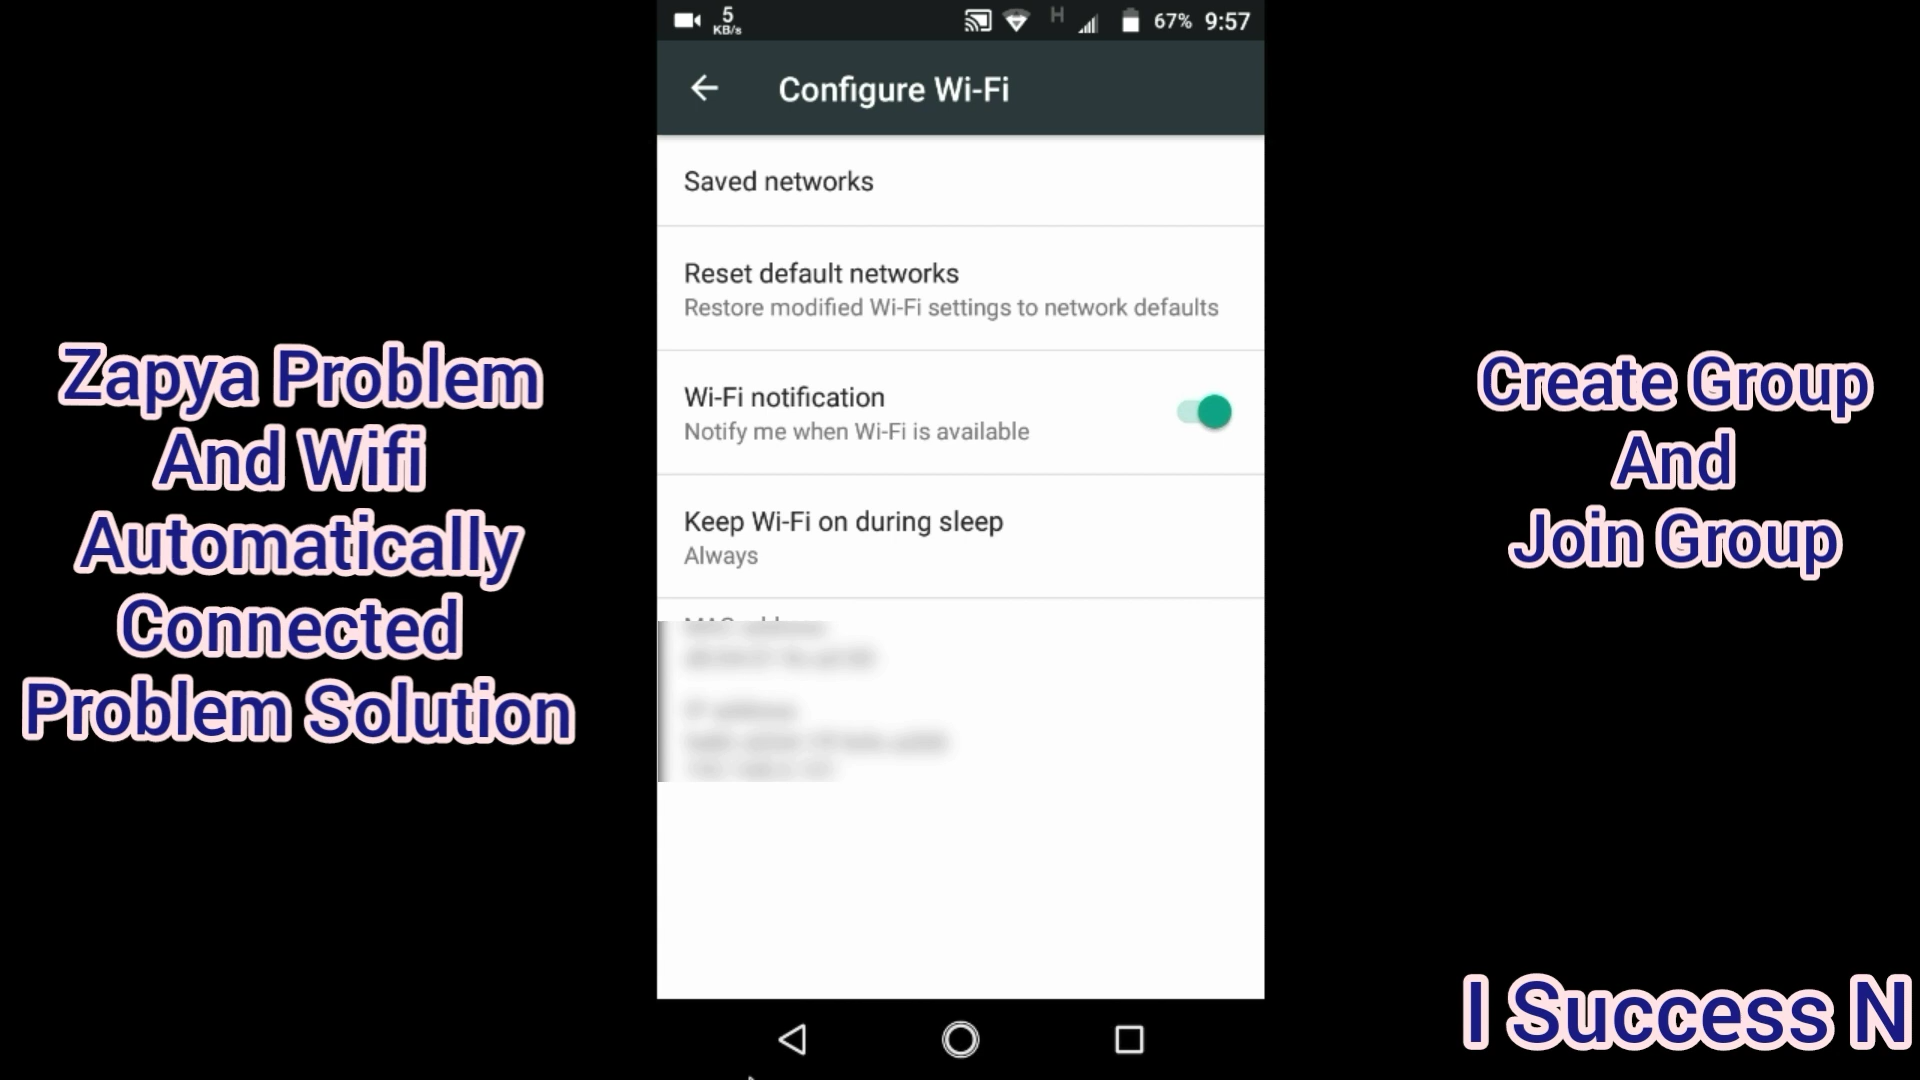 5
KB/s
H
67% 9:57
Configure Wi-Fi
Saved networks
Reset default networks
Restore modified Wi-Fi settings to network defaults
Wi-Fi notification
Notify me when Wi-Fi is available
Keep Wi-Fi on during sleep
Always
Zapya Problem
And Wifi
Automatically
Connected
Problem Solution
Create Group
And
Join Group
I Success N